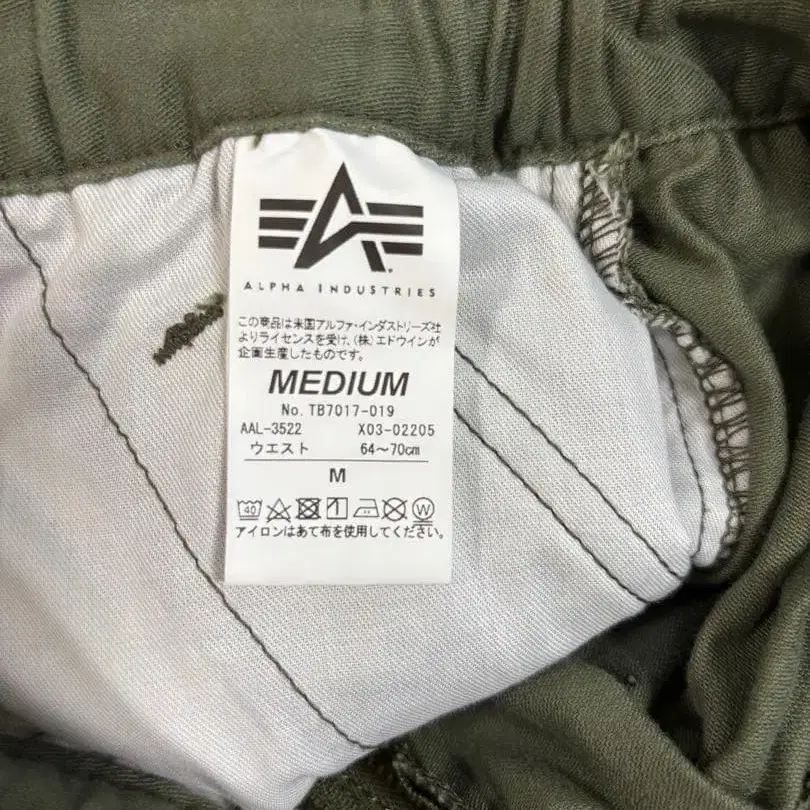 ALPHA INDUSTRIES
この商品は米国アルファ・インダストリーズ社
よりライセンスを受け、(株)エドウインが
企画生産したものです。
MEDIUM
No. TB7017-019
AAL-3522 X03-02205
ウエスト 64～70cm
M
40 W
アイロンはあて布を使用してください。